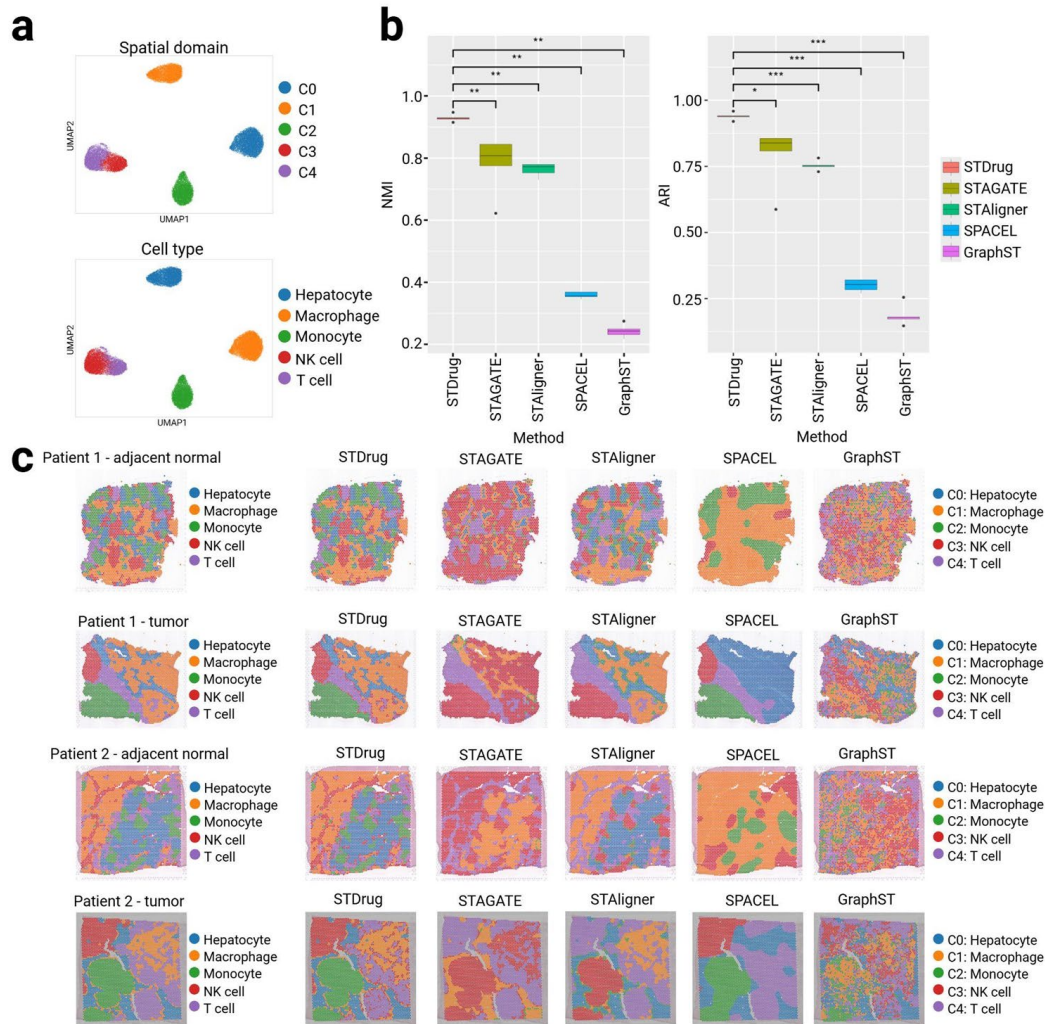 a
Spatial domain
UMAP2
UMAP1
C0
C1
C2
C3
C4
Cell type
UMAP2
UMAP1
Hepatocyte
Macrophage
Monocyte
NK cell
T cell
b
NMI
1.0
0.8
0.6
0.4
0.2
**
**
**
**
STDrug
STAGATE
STAligner
SPACEL
GraphST
Method
ARI
1.00
0.75
0.50
0.25
***
***
***
*
STDrug
STAGATE
STAligner
SPACEL
GraphST
Method
STDrug
STAGATE
STAligner
SPACEL
GraphST
c
Patient 1 - adjacent normal
Hepatocyte
Macrophage
Monocyte
NK cell
T cell
STDrug
STAGATE
STAligner
SPACEL
GraphST
C0: Hepatocyte
C1: Macrophage
C2: Monocyte
C3: NK cell
C4: T cell
Patient 1 - tumor
Hepatocyte
Macrophage
Monocyte
NK cell
T cell
STDrug
STAGATE
STAligner
SPACEL
GraphST
C0: Hepatocyte
C1: Macrophage
C2: Monocyte
C3: NK cell
C4: T cell
Patient 2 - adjacent normal
Hepatocyte
Macrophage
Monocyte
NK cell
T cell
STDrug
STAGATE
STAligner
SPACEL
GraphST
C0: Hepatocyte
C1: Macrophage
C2: Monocyte
C3: NK cell
C4: T cell
Patient 2 - tumor
Hepatocyte
Macrophage
Monocyte
NK cell
T cell
STDrug
STAGATE
STAligner
SPACEL
GraphST
C0: Hepatocyte
C1: Macrophage
C2: Monocyte
C3: NK cell
C4: T cell